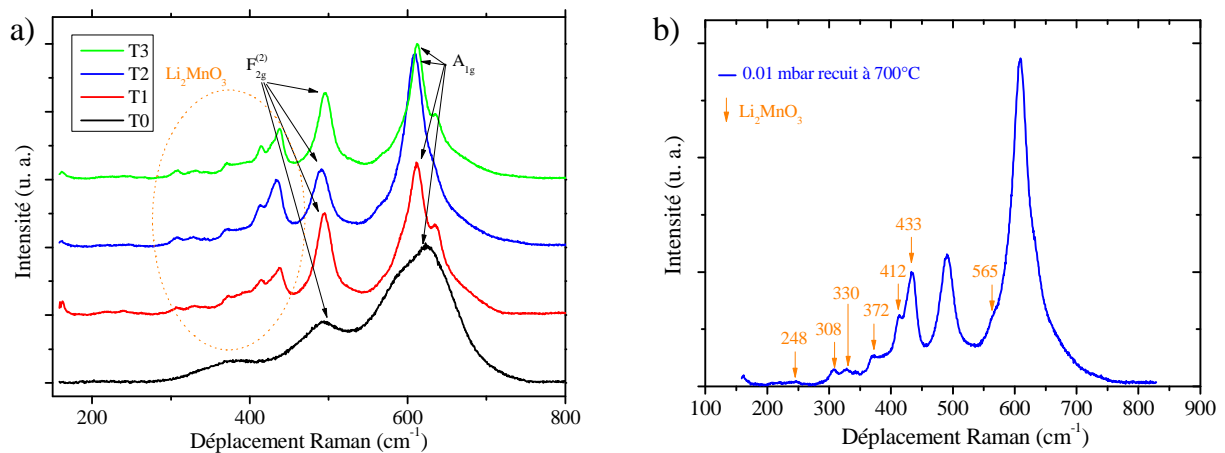 a)
T3
T2
T1
T0
Li₂MnO₃
F₂g⁽²⁾
A₁g
Intensité (u. a.)
200 400 600 800
Déplacement Raman (cm⁻¹)
b)
0.01 mbar recuit à 700°C
Li₂MnO₃
248
308
330
372
412
433
565
Intensité (u. a.)
100 200 300 400 500 600 700 800 900
Déplacement Raman (cm⁻¹)